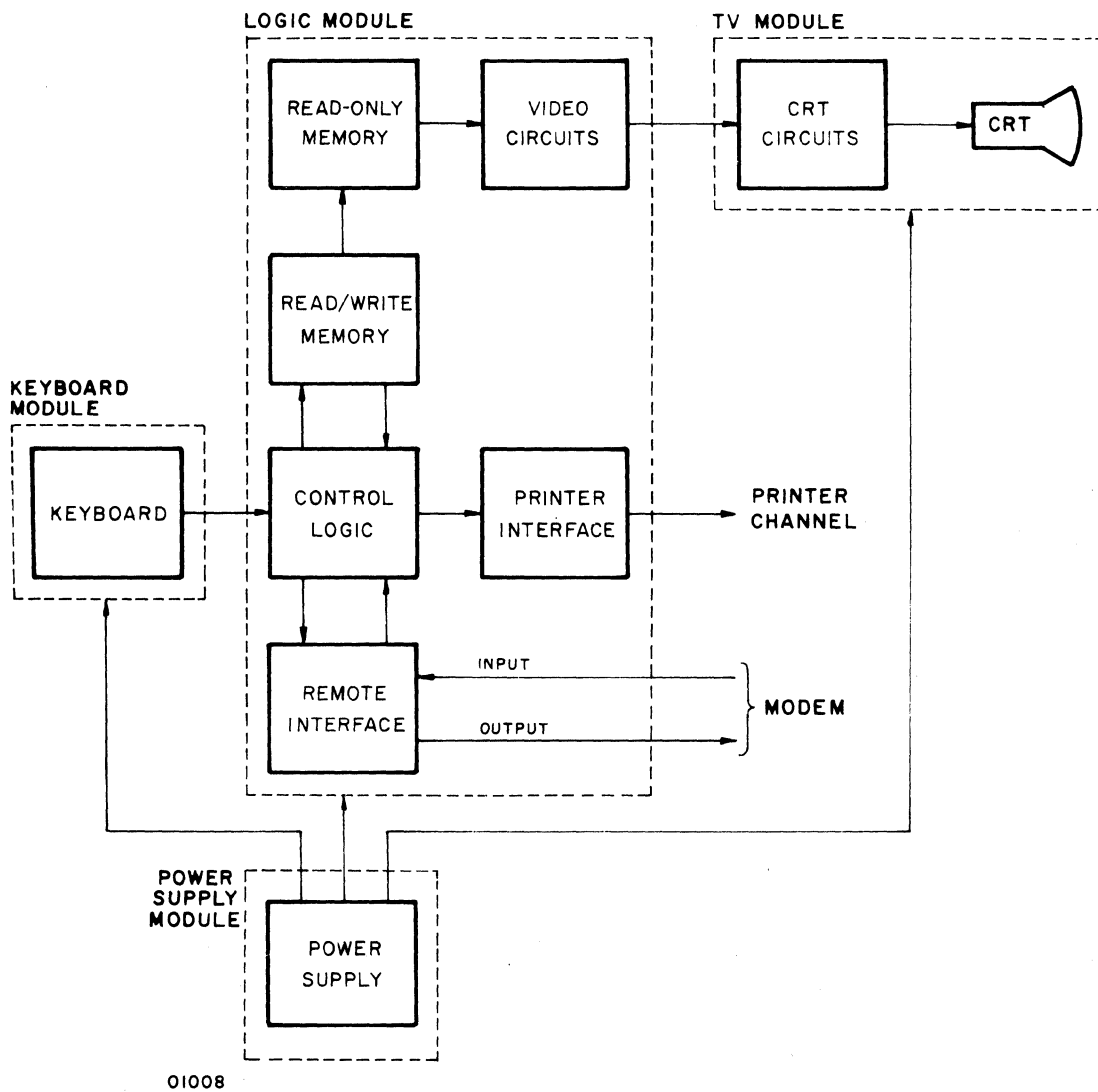 LOGIC MODULE
TV MODULE
READ-ONLY
MEMORY
VIDEO
CIRCUITS
CRT
CIRCUITS
CRT
READ/WRITE
MEMORY
KEYBOARD
MODULE
KEYBOARD
CONTROL
LOGIC
PRINTER
INTERFACE
PRINTER
CHANNEL
REMOTE
INTERFACE
INPUT
OUTPUT
MODEM
POWER
SUPPLY
MODULE
POWER
SUPPLY
01008